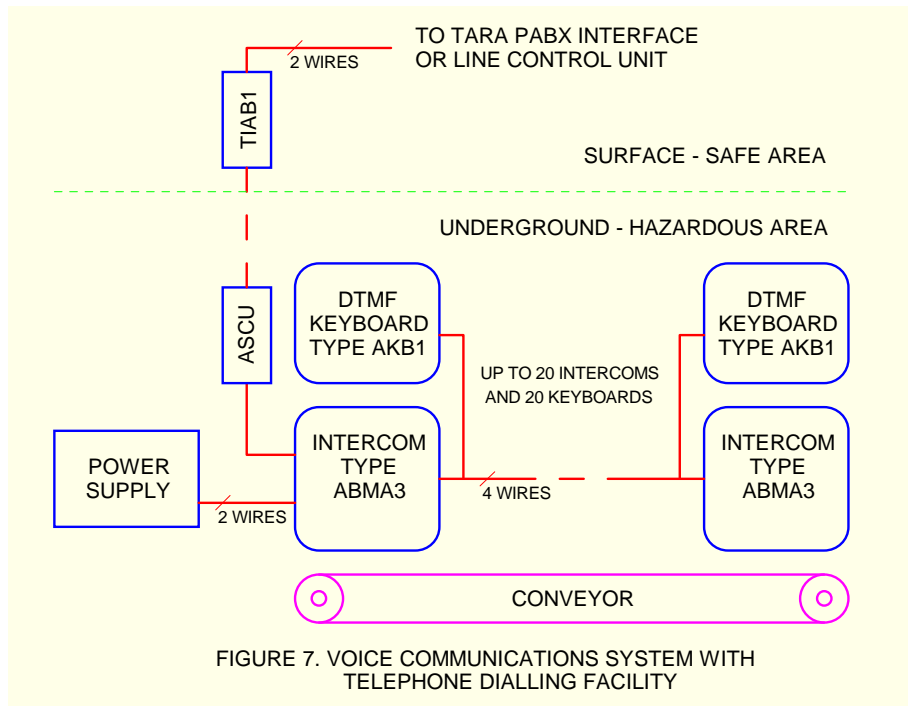 TO TARA PABX INTERFACE
OR LINE CONTROL UNIT
2 WIRES
TIAB1
SURFACE - SAFE AREA
UNDERGROUND - HAZARDOUS AREA
ASCU
DTMF
KEYBOARD
TYPE AKB1
DTMF
KEYBOARD
TYPE AKB1
UP TO 20 INTERCOMS
AND 20 KEYBOARDS
POWER
SUPPLY
2 WIRES
INTERCOM
TYPE
ABMA3
4 WIRES
INTERCOM
TYPE
ABMA3
CONVEYOR
FIGURE 7. VOICE COMMUNICATIONS SYSTEM WITH
TELEPHONE DIALLING FACILITY